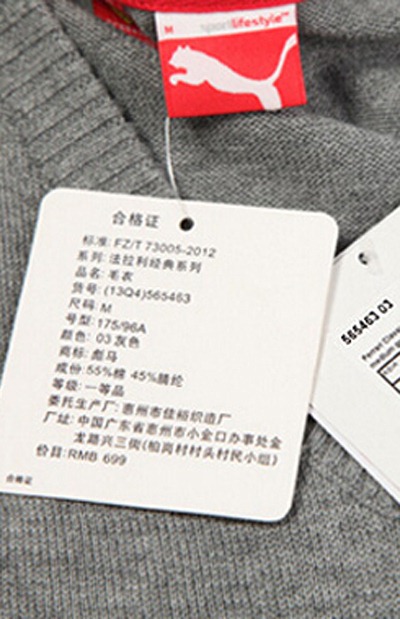 M sportlifestyle
合格证
标准: FZ/T 73005-2012
系列: 法拉利经典系列
品名: 毛衣
货号: (13Q4)565463
尺码: M
号型: 175/96A
颜色: 03 灰色
商标: 彪马
成份: 55%棉 45%腈纶
等级: 一等品
委托生产厂: 惠州市佳裕织造厂
厂址: 中国广东省惠州市小金口办事处金
龙路兴三街(柏岗村村头村民小组)
价目: RMB 699
合格证
565463 03
Ferrari Classi
medium g